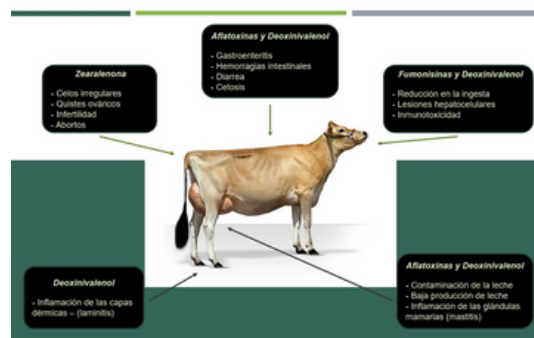 Aflatoxinas y Deoxinivalenol
- Gastroenteritis
- Hemorragias intestinales
- Diarrea
- Cetosis
Zearalenona
- Celos irregulares
- Quistes ováricos
- Infertilidad
- Abortos
Fumonisinas y Deoxinivalenol
- Reducción en la ingesta
- Lesiones hepatocelulares
- Inmunotoxicidad
Deoxinivalenol
- Inflamación de las capas
dérmicas – (laminitis)
Aflatoxinas y Deoxinivalenol
- Contaminación de la leche
- Baja producción de leche
- Inflamación de las glándulas
mamarias (mastitis)